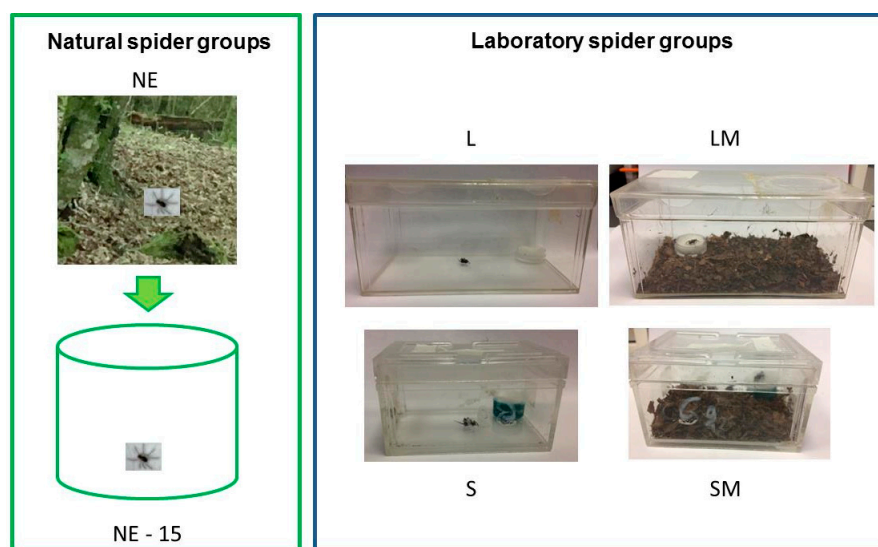 Natural spider groups
NE
NE - 15
Laboratory spider groups
L
LM
S
SM